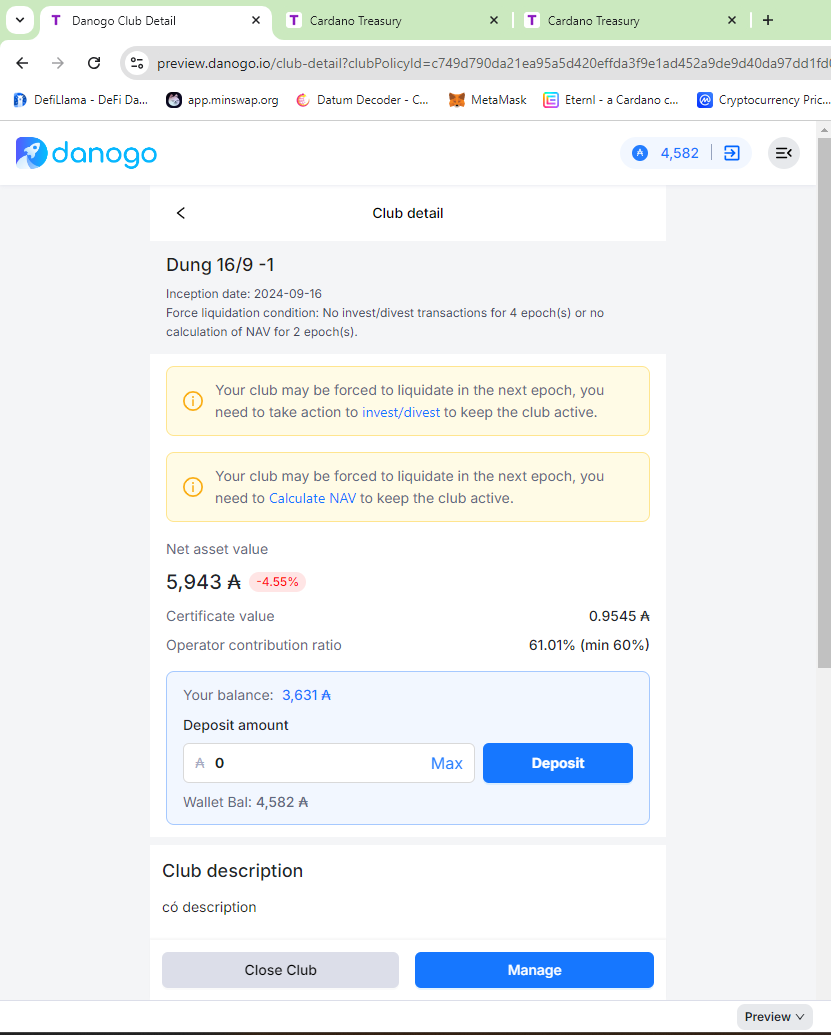 Danogo Club Detail
Cardano Treasury
Cardano Treasury
preview.danogo.io/club-detail?clubPolicyId=c749d790da21ea95a5d420effda3f9e1ad452a9de9d40da97dd1fd
DefiLlama - DeFi Da...
app.minswap.org
Datum Decoder - C...
MetaMask
Eternl - a Cardano c...
Cryptocurrency Pric...
danogo
₳ 4,582
Club detail
Dung 16/9 -1
Inception date: 2024-09-16
Force liquidation condition: No invest/divest transactions for 4 epoch(s) or no
calculation of NAV for 2 epoch(s).
Your club may be forced to liquidate in the next epoch, you
need to take action to invest/divest to keep the club active.
Your club may be forced to liquidate in the next epoch, you
need to Calculate NAV to keep the club active.
Net asset value
5,943 ₳ -4.55%
Certificate value 0.9545 ₳
Operator contribution ratio 61.01% (min 60%)
Your balance: 3,631 ₳
Deposit amount
₳ 0 Max Deposit
Wallet Bal: 4,582 ₳
Club description
có description
Close Club Manage
Preview